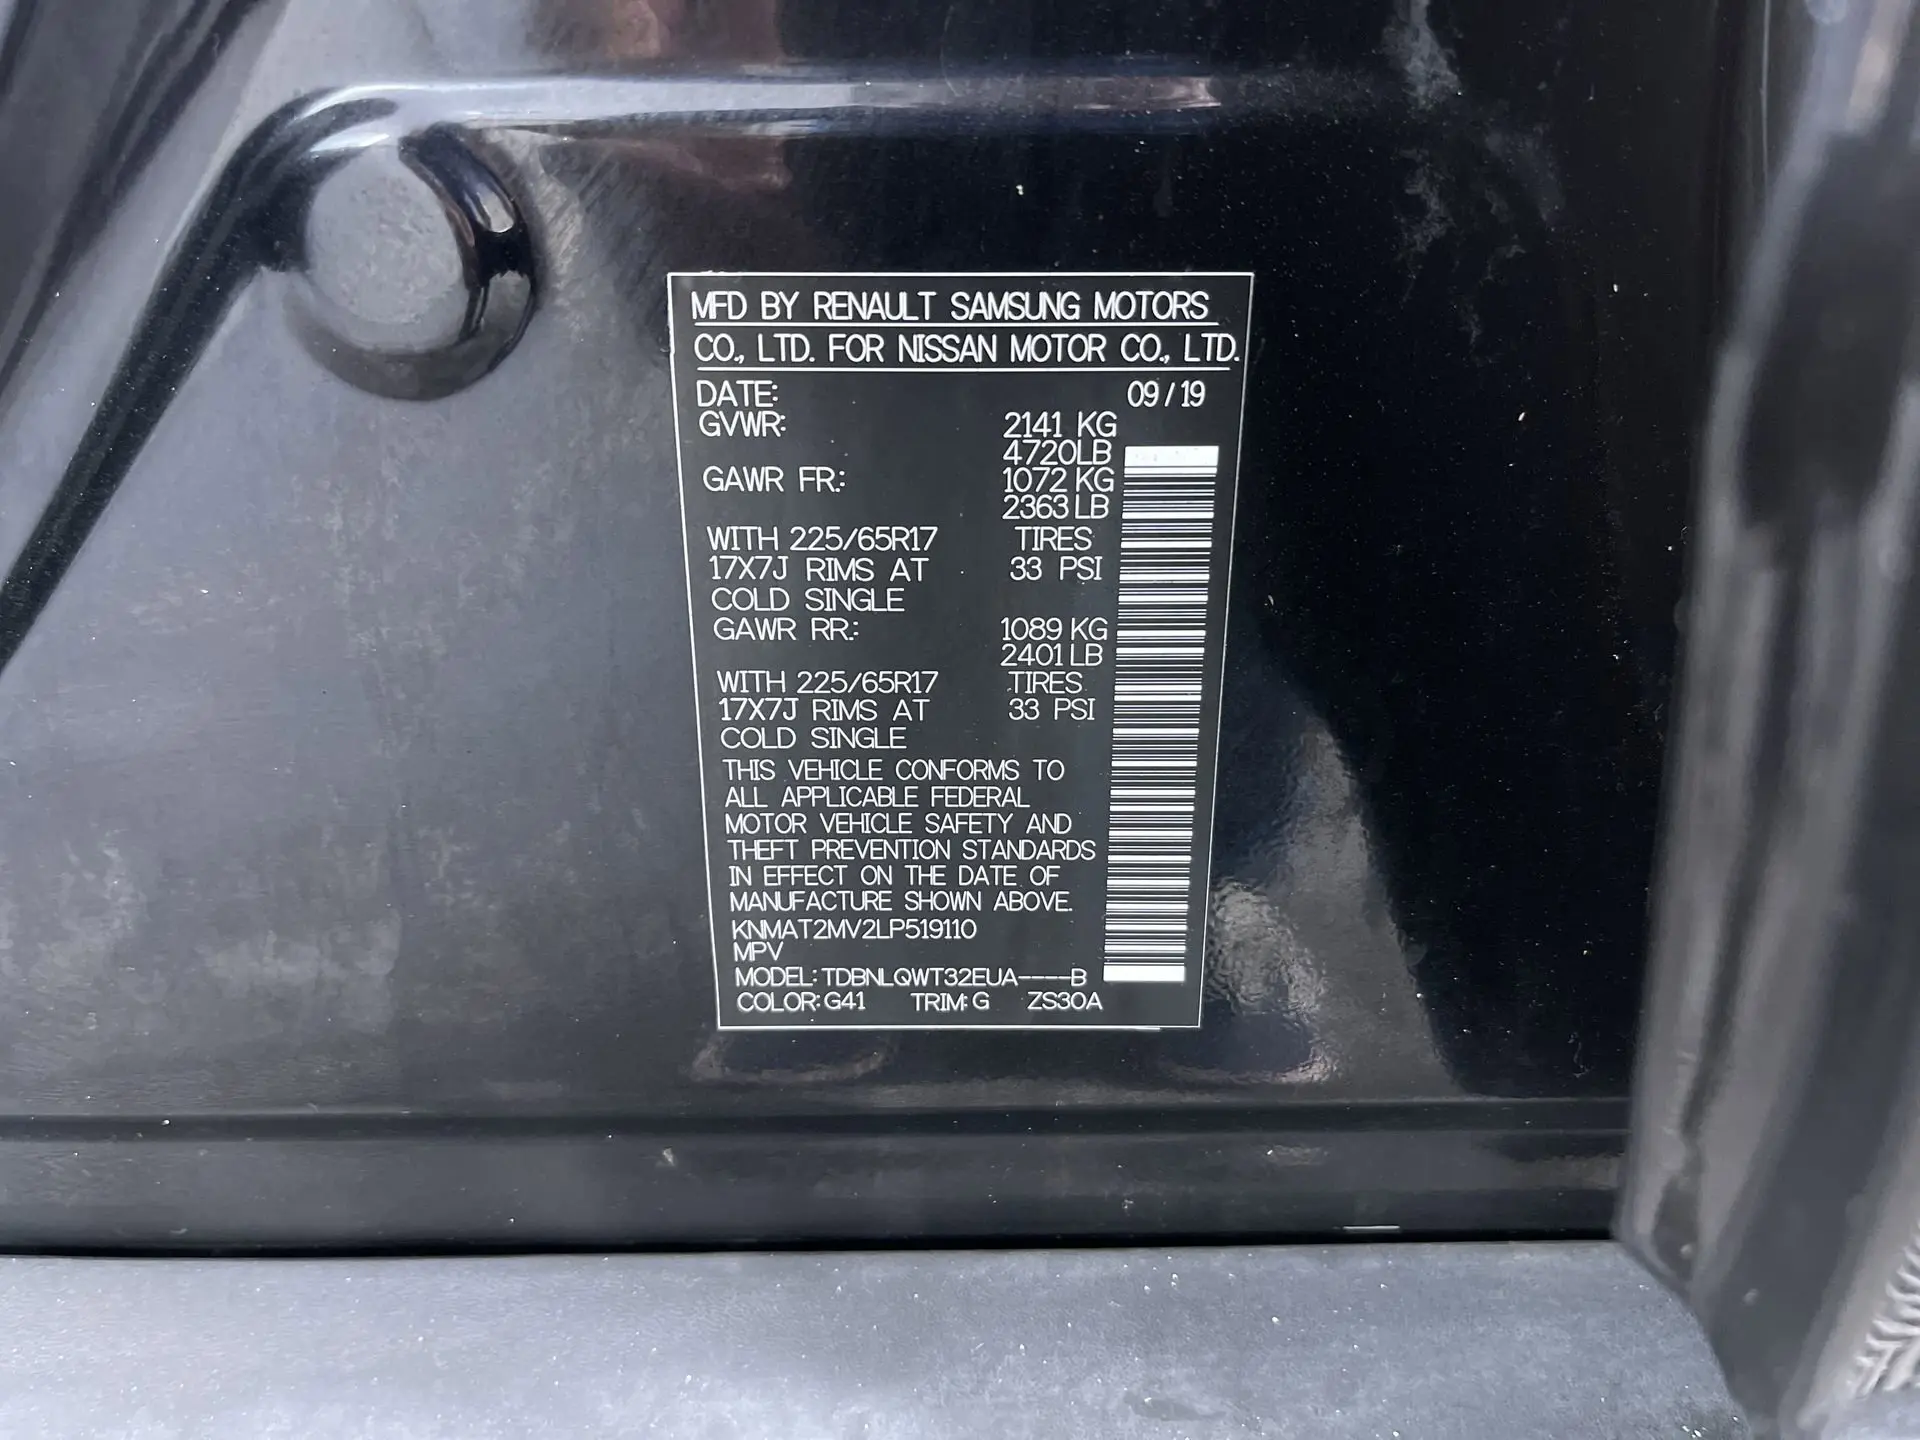 MFD BY RENAULT SAMSUNG MOTORS
CO., LTD. FOR NISSAN MOTOR CO., LTD.
DATE: 09 / 19
GVWR: 2141 KG
4720LB
GAWR FR.: 1072 KG
2363 LB
WITH 225/65R17 TIRES
17X7J RIMS AT 33 PSI
COLD SINGLE
GAWR RR.: 1089 KG
2401 LB
WITH 225/65R17 TIRES
17X7J RIMS AT 33 PSI
COLD SINGLE
THIS VEHICLE CONFORMS TO
ALL APPLICABLE FEDERAL
MOTOR VEHICLE SAFETY AND
THEFT PREVENTION STANDARDS
IN EFFECT ON THE DATE OF
MANUFACTURE SHOWN ABOVE.
KNMAT2MV2LP519110
MPV
MODEL: TDBNLQWT32EUA----B
COLOR: G41 TRIM: G ZS30A